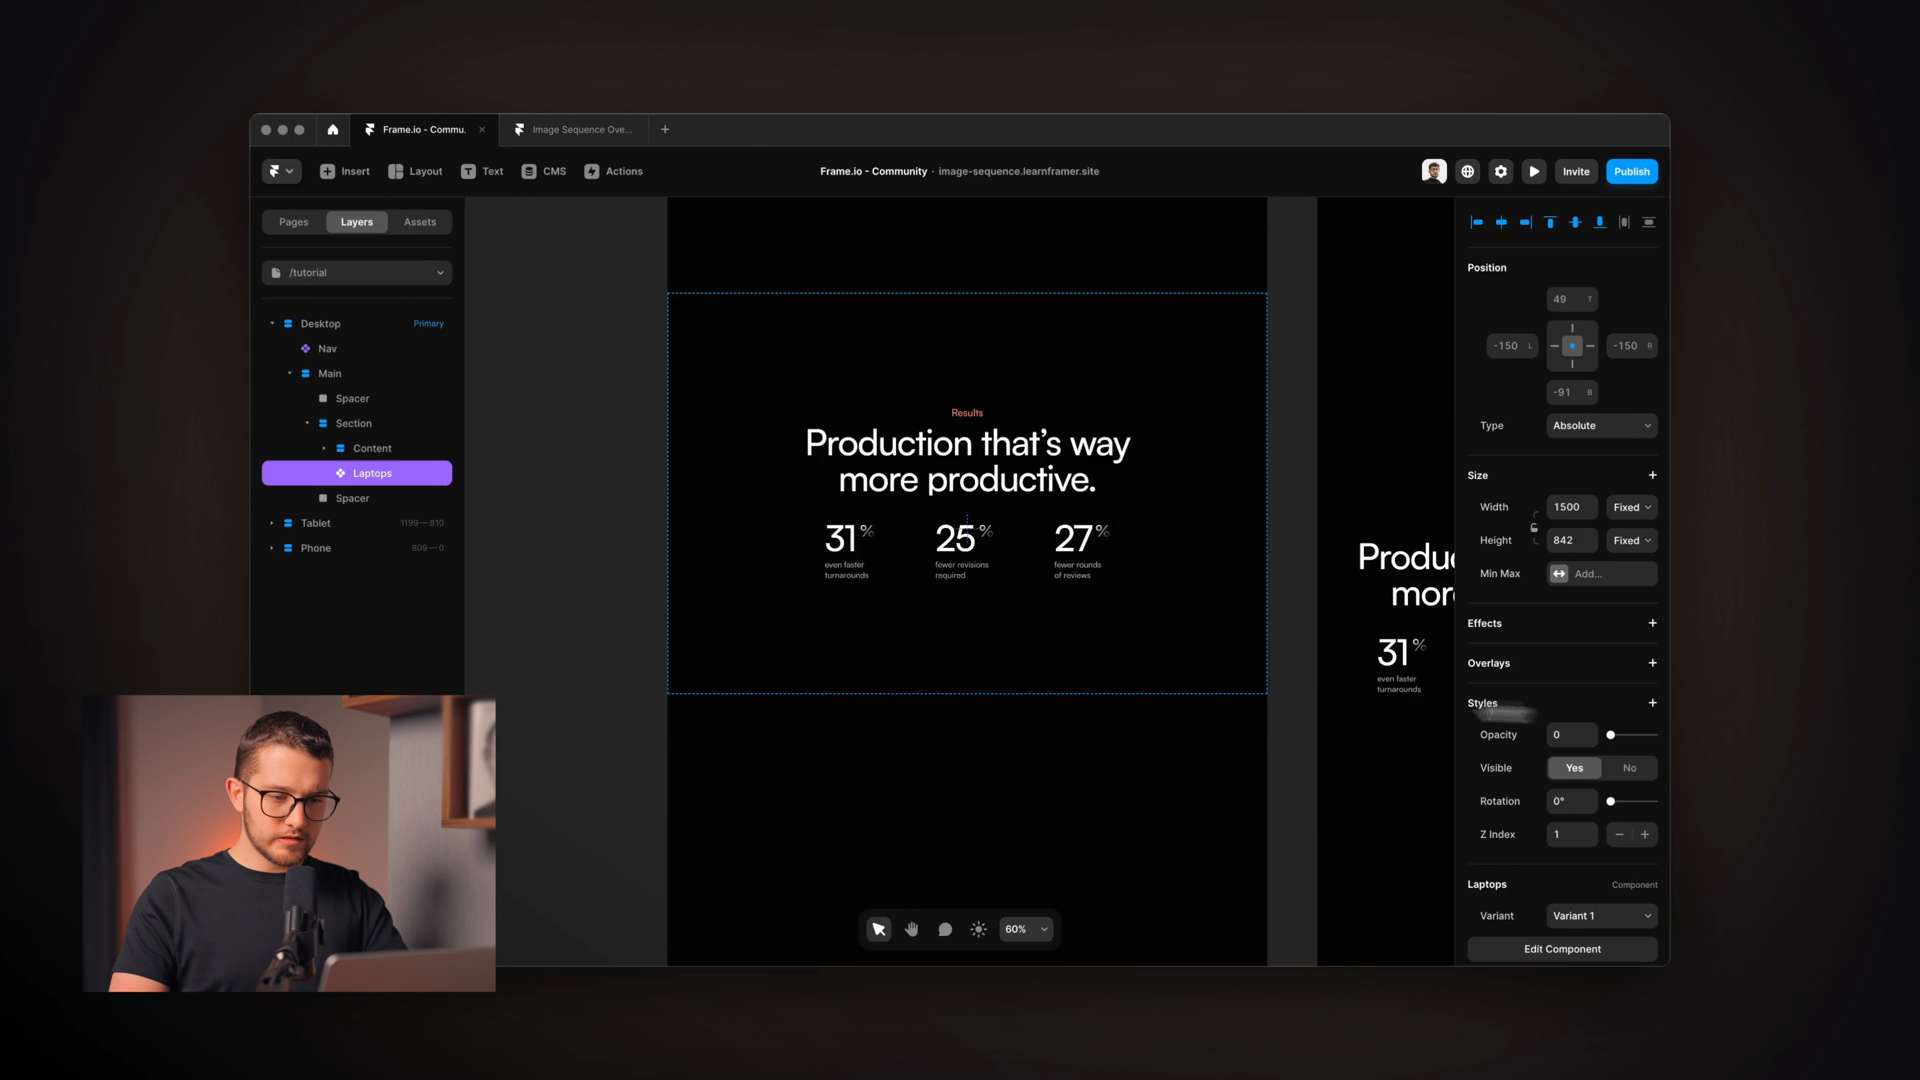 Frame.io - Commu.
Image Sequence Ove...
Insert
Layout
Text
CMS
Actions
Frame.io - Community · image-sequence.learnframer.site
Invite
Publish
Pages
Layers
Assets
/tutorial
Desktop
Primary
Nav
Main
Spacer
Section
Content
Laptops
Spacer
Tablet
1199—810
Phone
809—0
Results
Production that's way
more productive.
31%
even faster
turnarounds
25%
fewer revisions
required
27%
fewer rounds
of reviews
Produc
more
31%
even faster
turnarounds
60%
Position
49 T
-150 L
-150 R
-91 B
Type
Absolute
Size
Width
1500
Fixed
Height
842
Fixed
Min Max
Add...
Effects
Overlays
Styles
Opacity
0
Visible
Yes
No
Rotation
0°
Z Index
1
Laptops
Component
Variant
Variant 1
Edit Component